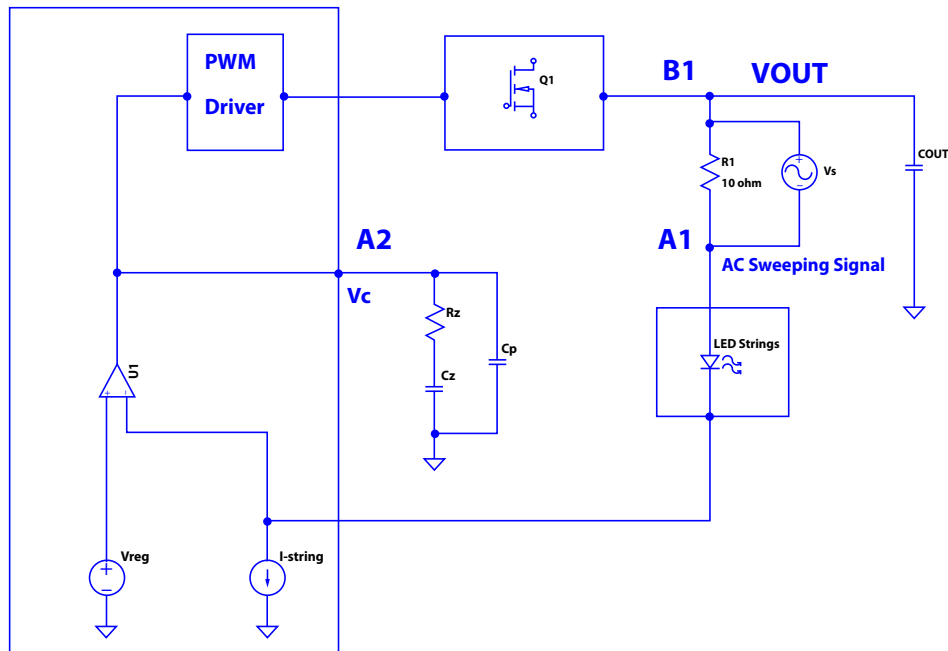 PWM
Driver
Q1
B1
VOUT
R1
10 ohm
+
−
Vs
COUT
A2
A1
AC Sweeping Signal
Vc
Rz
Cp
Cz
LED Strings
U1
+
−
Vreg
+
−
I-string